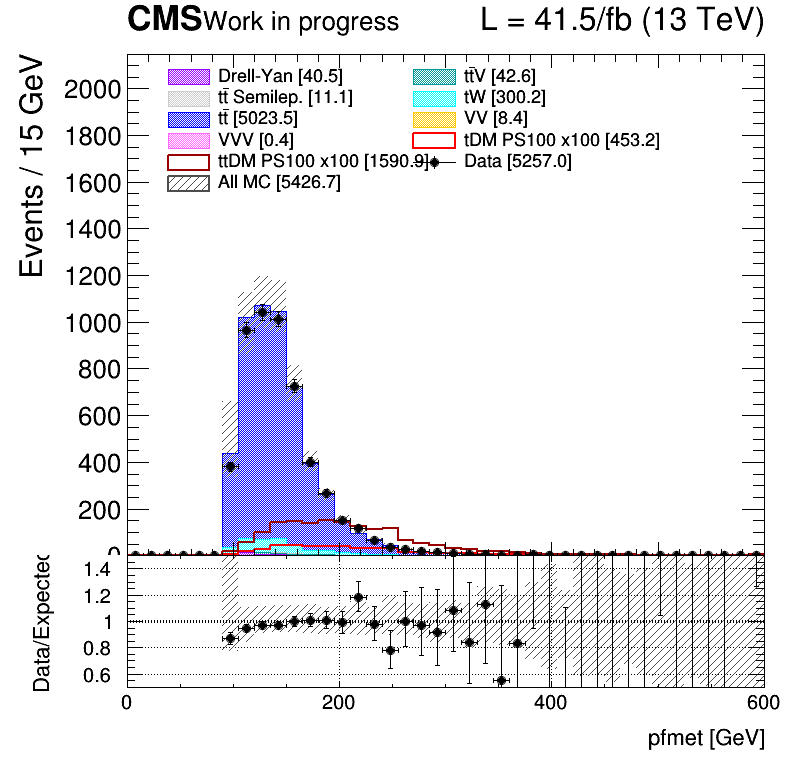 CMS Work in progress L = 41.5/fb (13 TeV)
Events / 15 GeV
2000
1800
1600
1400
1200
1000
800
600
400
200
0
Drell-Yan [40.5] tt̄V [42.6]
tt̄ Semilep. [11.1] tW [300.2]
tt̄ [5023.5] VV [8.4]
VVV [0.4] tDM PS100 x100 [453.2]
ttDM PS100 x100 [1590.9] Data [5257.0]
All MC [5426.7]
Data/Expected
1.4
1.2
1
0.8
0.6
0 200 400 600
pfmet [GeV]